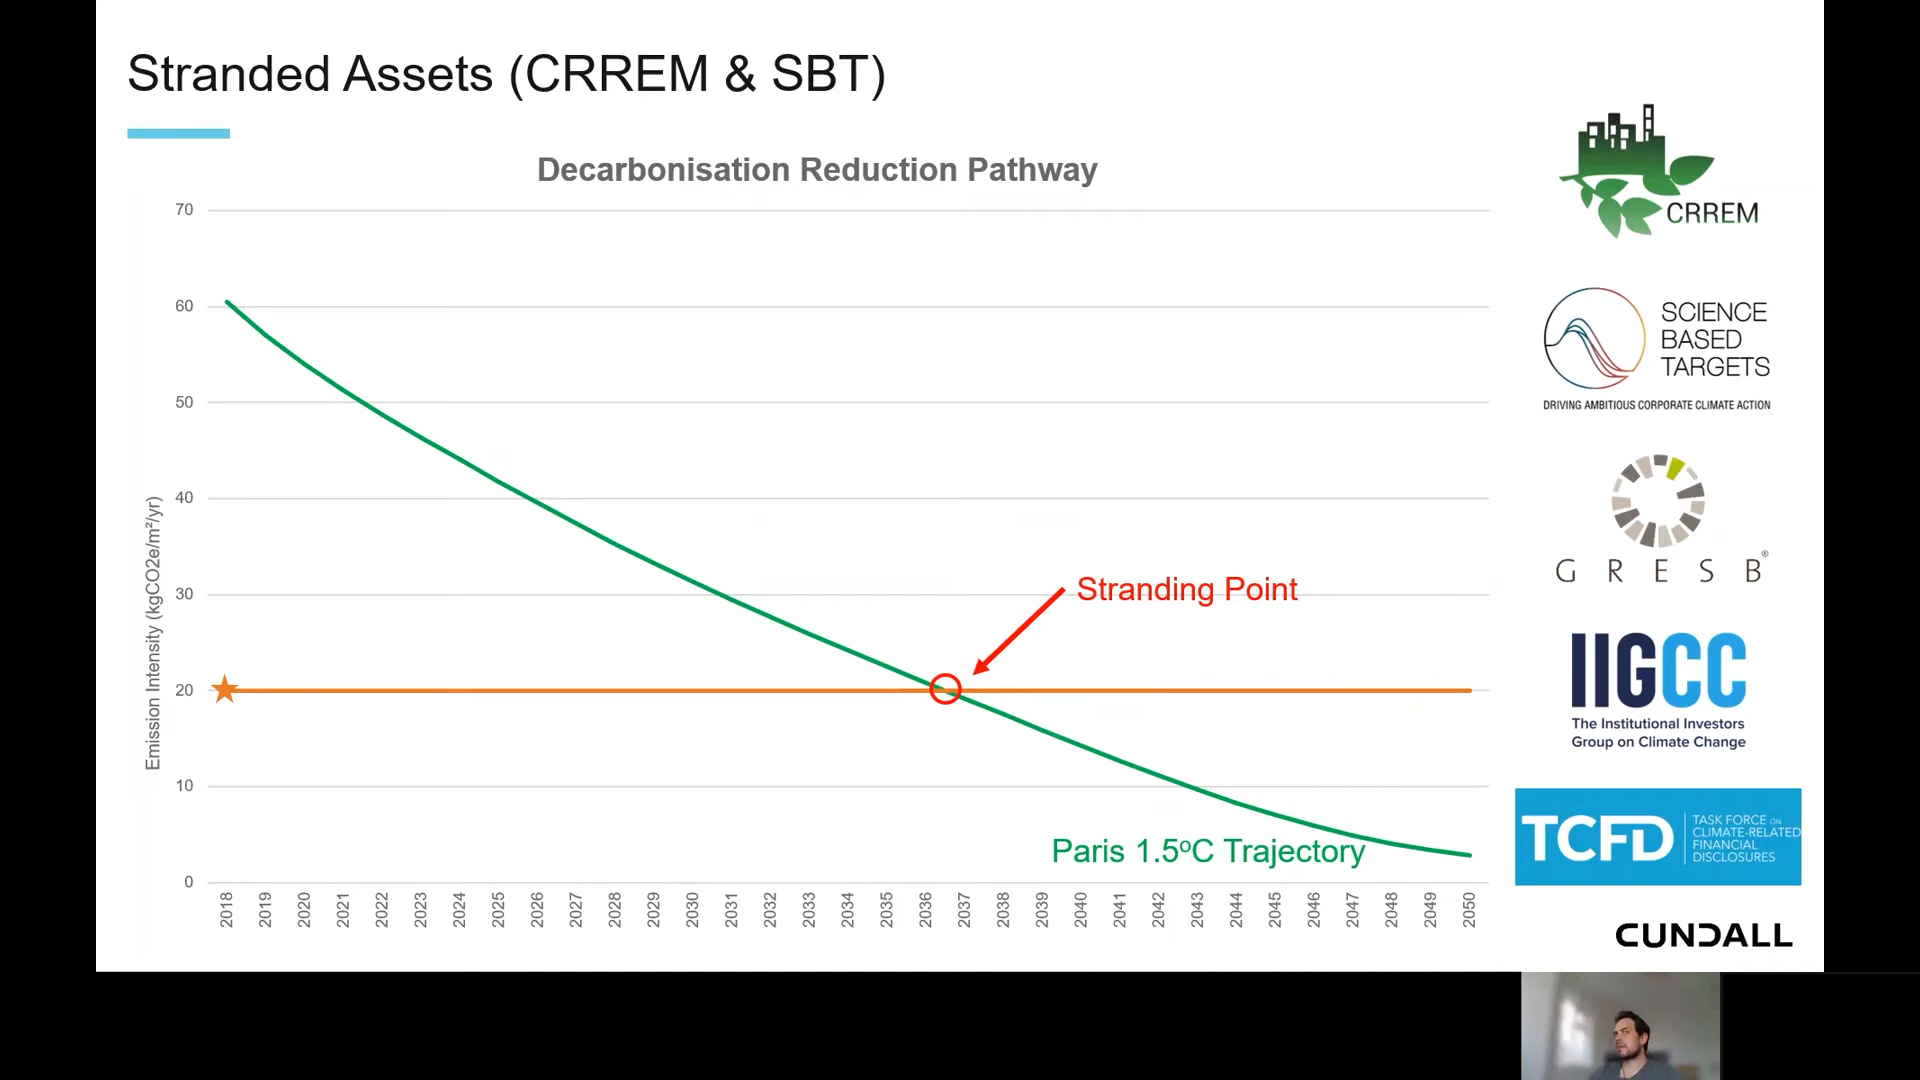 Stranded Assets (CRREM & SBT)
Decarbonisation Reduction Pathway
Emission Intensity (kgCO2e/m²/yr)
70
60
50
40
30
20
10
0
Stranding Point
Paris 1.5ºC Trajectory
2018 2019 2020 2021 2022 2023 2024 2025 2026 2027 2028 2029 2030 2031 2032 2033 2034 2035 2036 2037 2038 2039 2040 2041 2042 2043 2044 2045 2046 2047 2048 2049 2050
CRREM
SCIENCE
BASED
TARGETS
DRIVING AMBITIOUS CORPORATE CLIMATE ACTION
GRESB®
IIGCC
The Institutional Investors
Group on Climate Change
TCFD
TASK FORCE ON
CLIMATE-RELATED
FINANCIAL
DISCLOSURES
CUNDALL